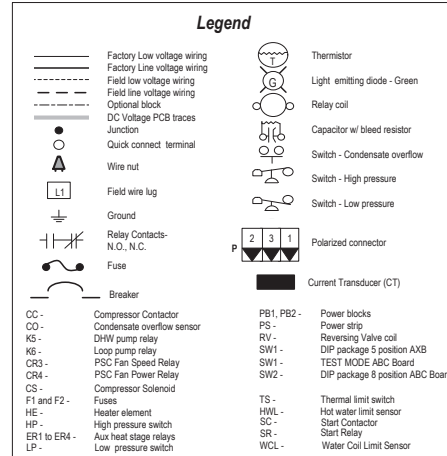 Legend
Factory Low voltage wiring
Factory Line voltage wiring
Field low voltage wiring
Field line voltage wiring
Optional block
DC Voltage PCB traces
Junction
Quick connect terminal
Wire nut
L1
Field wire lug
Ground
Relay Contacts-
N.O., N.C.
Fuse
Breaker
T
Thermistor
G
Light emitting diode - Green
Relay coil
Capacitor w/ bleed resistor
Switch - Condensate overflow
Switch - High pressure
Switch - Low pressure
P
2 3 1
Polarized connector
Current Transducer (CT)
CC - Compressor Contactor
CO - Condensate overflow sensor
K5 - DHW pump relay
K6 - Loop pump relay
CR3 - PSC Fan Speed Relay
CR4 - PSC Fan Power Relay
CS - Compressor Solenoid
F1 and F2 - Fuses
HE - Heater element
HP - High pressure switch
ER1 to ER4 - Aux heat stage relays
LP - Low pressure switch
PB1, PB2 - Power blocks
PS - Power strip
RV - Reversing Valve coil
SW1 - DIP package 5 position AXB
SW1 - TEST MODE ABC Board
SW2 - DIP package 8 position ABC Boar
TS - Thermal limit switch
HWL - Hot water limit sensor
SC - Start Contactor
SR - Start Relay
WCL - Water Coil Limit Sensor